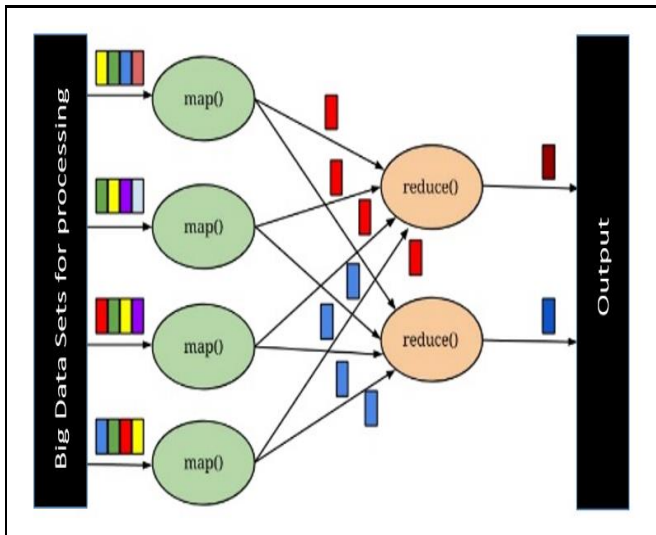 Big Data Sets for processing
map()
map()
map()
map()
reduce()
reduce()
Output